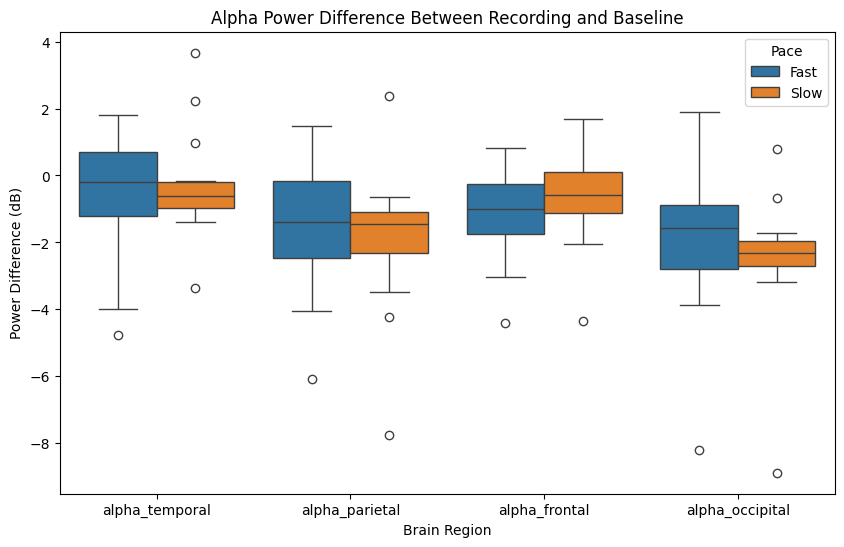 Alpha Power Difference Between Recording and Baseline
Pace
Fast
Slow
Power Difference (dB)
4
2
0
−2
−4
−6
−8
alpha_temporal
alpha_parietal
alpha_frontal
alpha_occipital
Brain Region